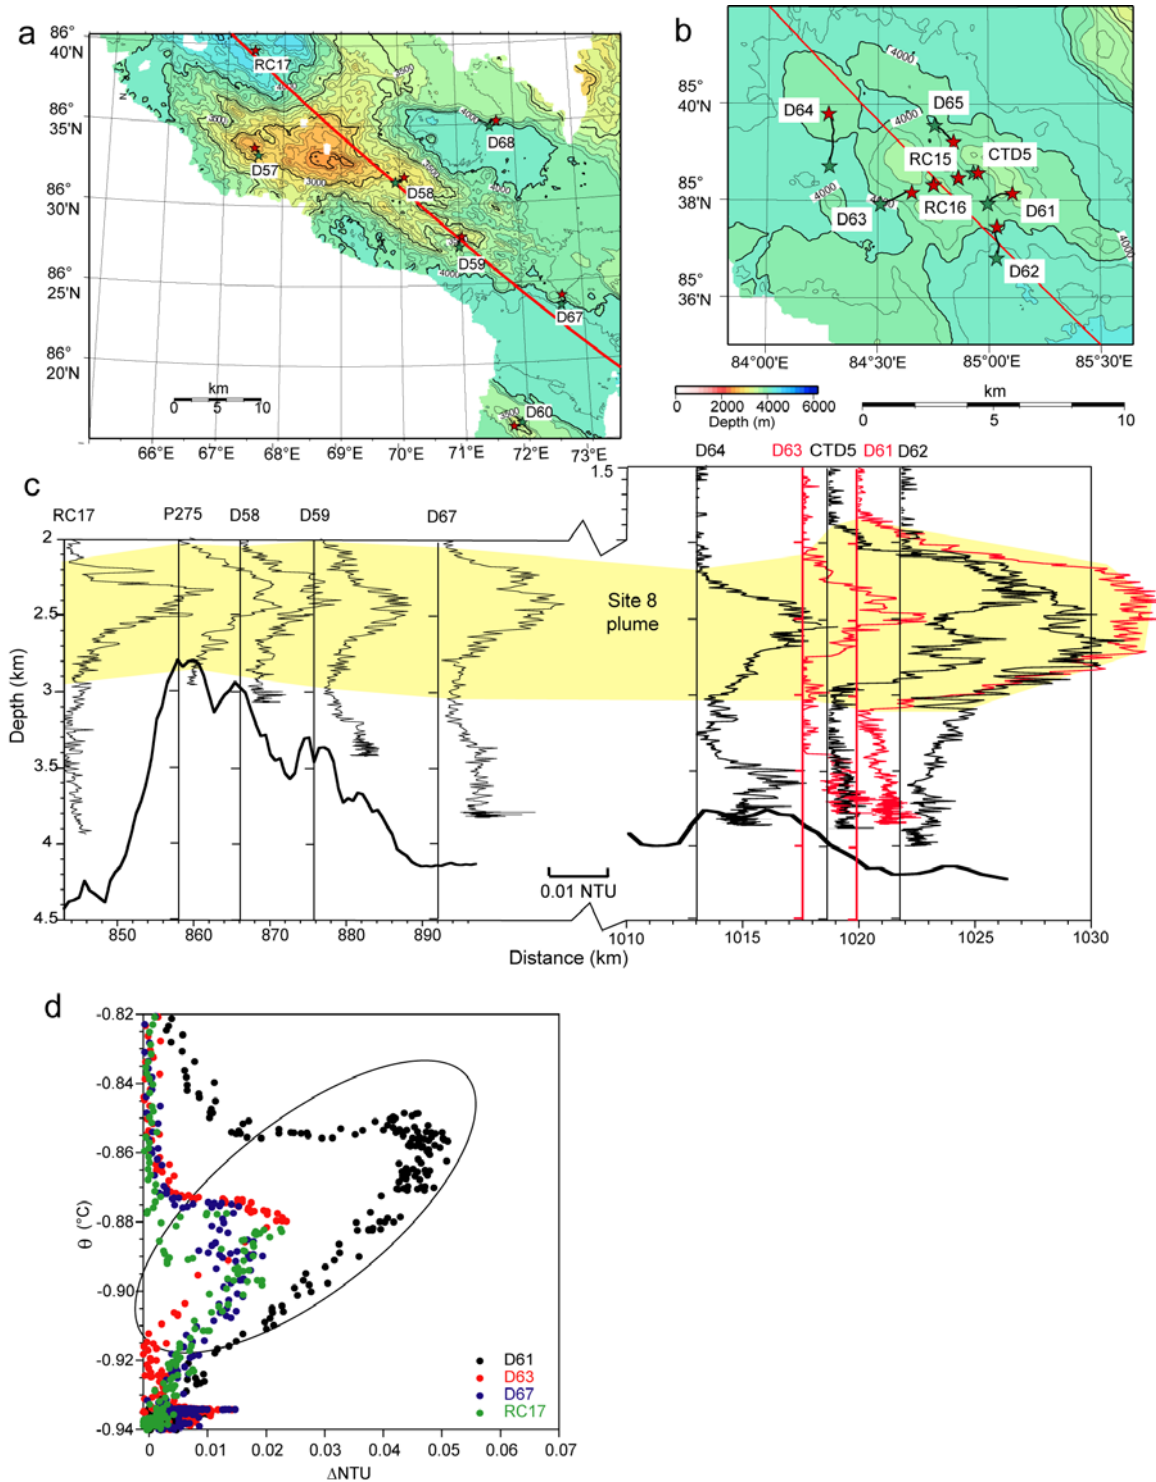 a
86°
40'N
86°
35'N
86°
30'N
86°
25'N
86°
20'N
RC17
D57
D58
D59
D68
D67
D60
3500
4000
3000
km
0 5 10
66°E 67°E 68°E 69°E 70°E 71°E 72°E 73°E
b
85°
40'N
85°
38'N
85°
36'N
4000
D64
D65
RC15
CTD5
D63
RC16
D61
D62
84°00'E 84°30'E 85°00'E 85°30'E
0 2000 4000 6000
Depth (m)
km
0 5 10
c
RC17 P275 D58 D59 D67
D64 D63 CTD5 D61 D62
1.5
2
2.5
3
3.5
4
4.5
Depth (km)
Site 8
plume
0.01 NTU
850 860 870 880 890
1010 1015 1020 1025 1030
Distance (km)
d
-0.82
-0.84
-0.86
-0.88
-0.90
-0.92
-0.94
θ (°C)
D61
D63
D67
RC17
0 0.01 0.02 0.03 0.04 0.05 0.06 0.07
ΔNTU